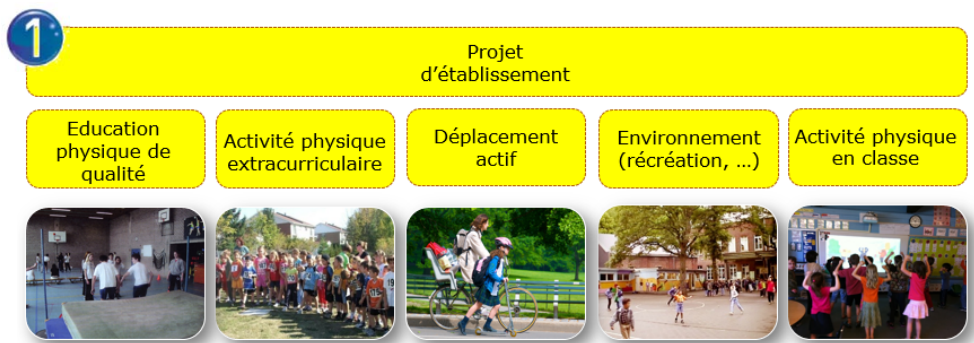 1
Projet
d’établissement
Education
physique de
qualité
Activité physique
extracurriculaire
Déplacement
actif
Environnement
(récréation, …)
Activité physique
en classe